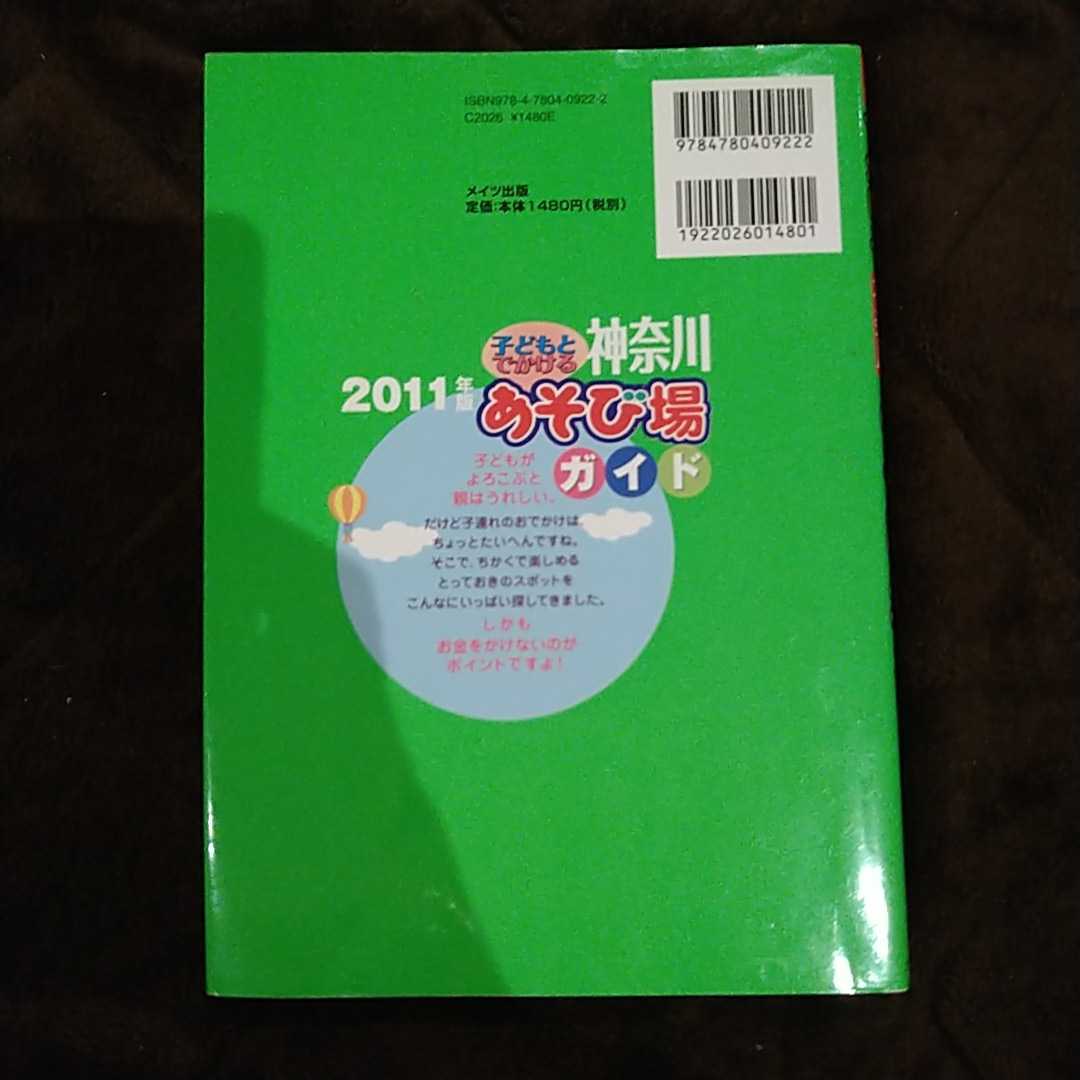 ISBN978-4-7804-0922-2
C2026 ¥1480E
9784780409222
メイツ出版
定価:本体1480円(税別)
1922026014801
子どもと
でかける
神奈川
2011年版
あそび場
ガイド
子どもが
よろこぶと
親はうれしい。
だけど子連れのおでかけは
ちょっとたいへんですね。
そこで、ちかくで楽しめる
とっておきのスポットを
こんなにいっぱい探してきました。
しかも
お金をかけないのが
ポイントですよ!